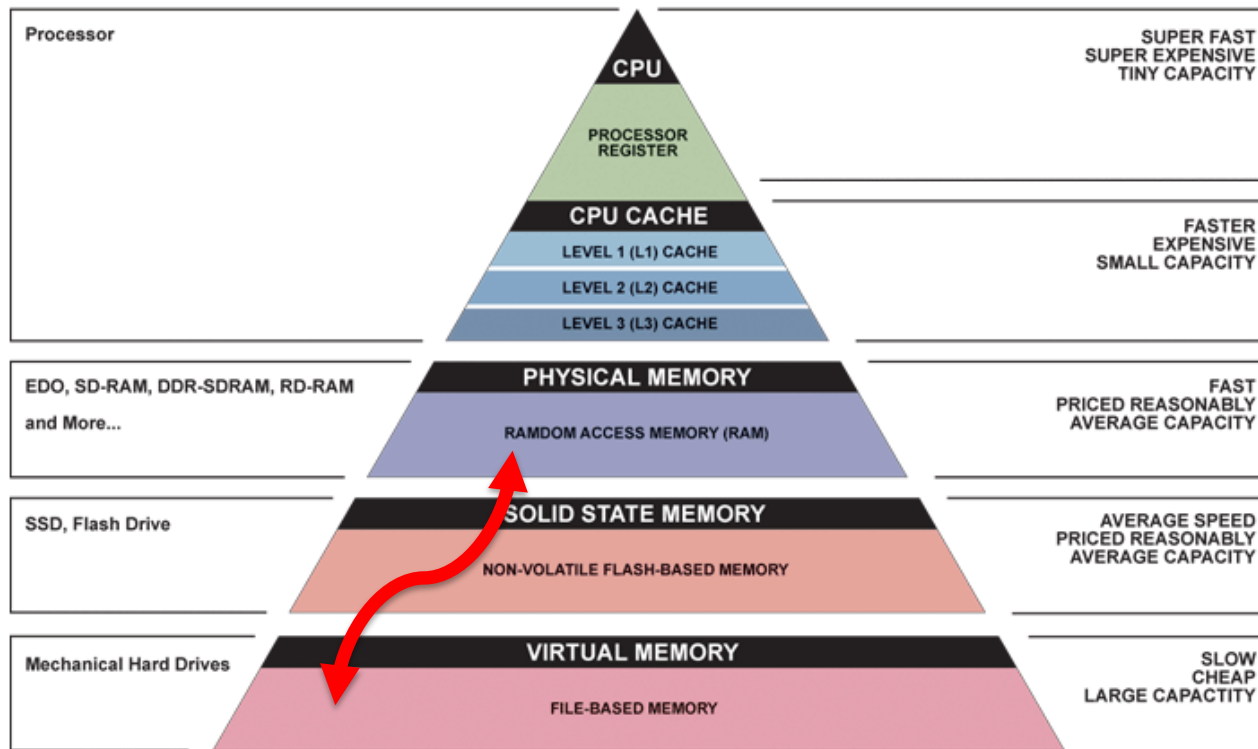 Processor
CPU
SUPER FAST
SUPER EXPENSIVE
TINY CAPACITY
PROCESSOR
REGISTER
CPU CACHE
LEVEL 1 (L1) CACHE
LEVEL 2 (L2) CACHE
LEVEL 3 (L3) CACHE
FASTER
EXPENSIVE
SMALL CAPACITY
EDO, SD-RAM, DDR-SDRAM, RD-RAM
and More...
PHYSICAL MEMORY
RAMDOM ACCESS MEMORY (RAM)
FAST
PRICED REASONABLY
AVERAGE CAPACITY
SSD, Flash Drive
SOLID STATE MEMORY
NON-VOLATILE FLASH-BASED MEMORY
AVERAGE SPEED
PRICED REASONABLY
AVERAGE CAPACITY
Mechanical Hard Drives
VIRTUAL MEMORY
FILE-BASED MEMORY
SLOW
CHEAP
LARGE CAPACTITY